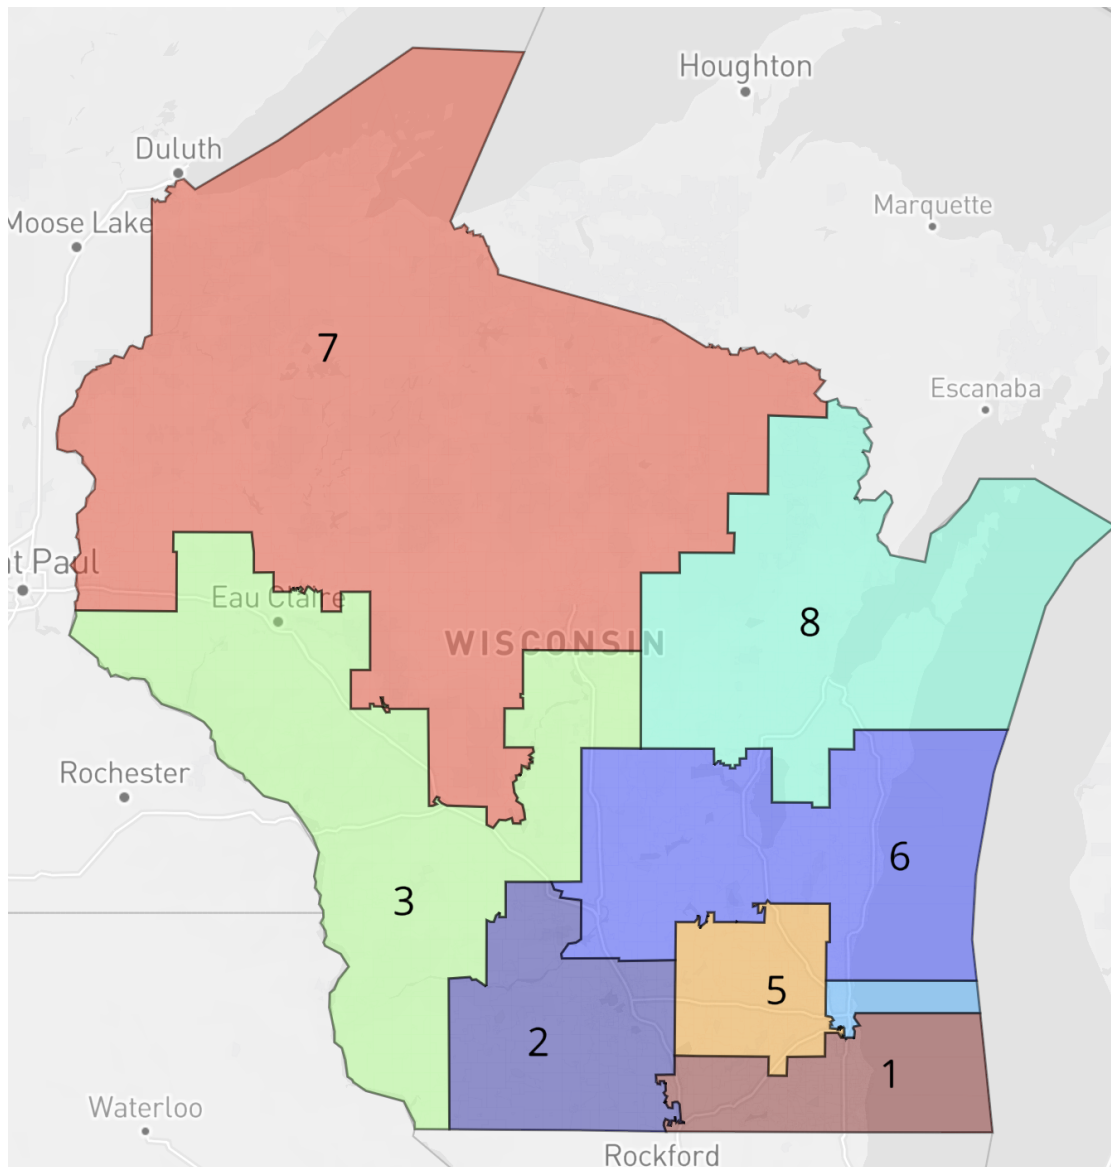 Houghton
Duluth
Marquette
Moose Lake
7
Escanaba
t Paul
Eau Claire
WISCONSIN
8
Rochester
6
3
5
2
1
Waterloo
Rockford